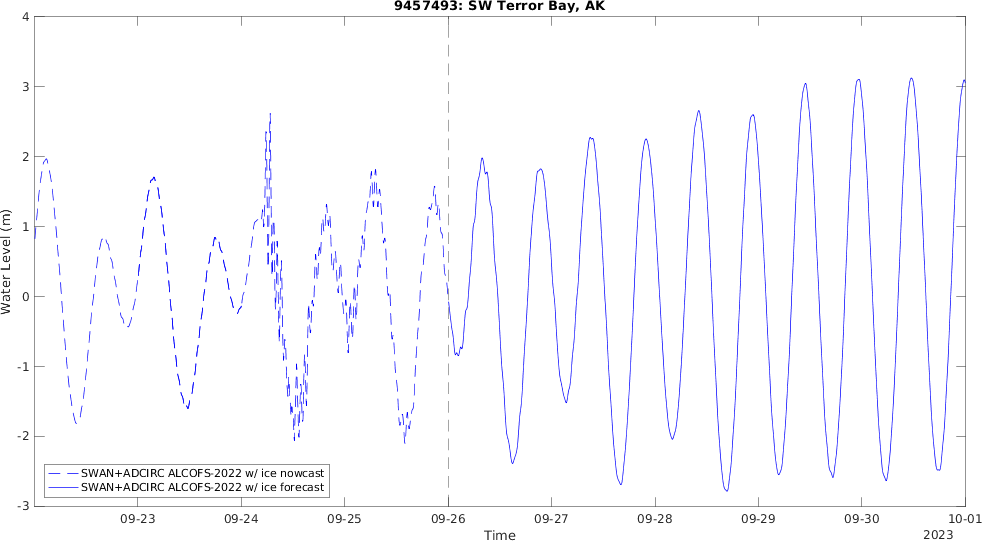 9457493: SW Terror Bay, AK
Water Level (m)
4
3
2
1
0
-1
-2
-3
SWAN+ADCIRC ALCOFS-2022 w/ ice nowcast
SWAN+ADCIRC ALCOFS-2022 w/ ice forecast
09-23 09-24 09-25 09-26 09-27 09-28 09-29 09-30 10-01
Time
2023